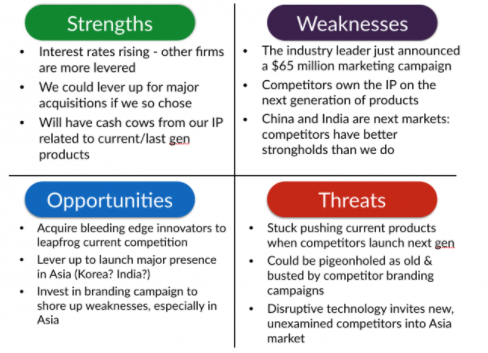 Strengths
• Interest rates rising - other firms
are more levered
• We could lever up for major
acquisitions if we so chose
• Will have cash cows from our IP
related to current/last gen
products
Weaknesses
• The industry leader just announced
a $65 million marketing campaign
• Competitors own the IP on the
next generation of products
• China and India are next markets:
competitors have better
strongholds than we do
Opportunities
• Acquire bleeding edge innovators to
leapfrog current competition
• Lever up to launch major presence
in Asia (Korea? India?)
• Invest in branding campaign to
shore up weaknesses, especially in
Asia
Threats
• Stuck pushing current products
when competitors launch next gen
• Could be pigeonholed as old &
busted by competitor branding
campaigns
• Disruptive technology invites new,
unexamined competitors into Asia
market